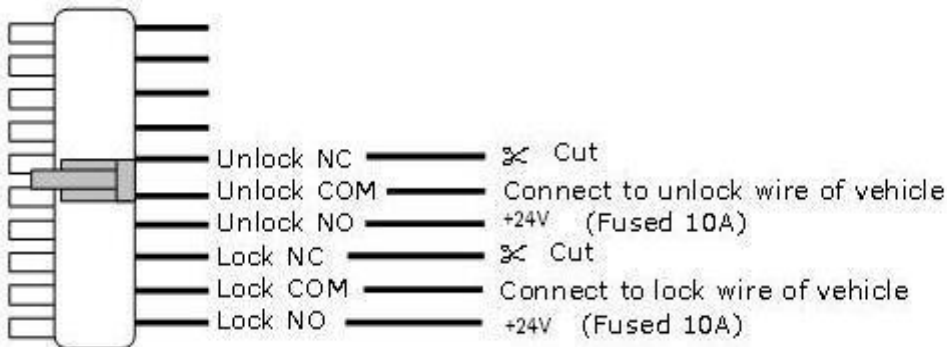 Unlock NC Cut
Unlock COM Connect to unlock wire of vehicle
Unlock NO +24V (Fused 10A)
Lock NC Cut
Lock COM Connect to lock wire of vehicle
Lock NO +24V (Fused 10A)